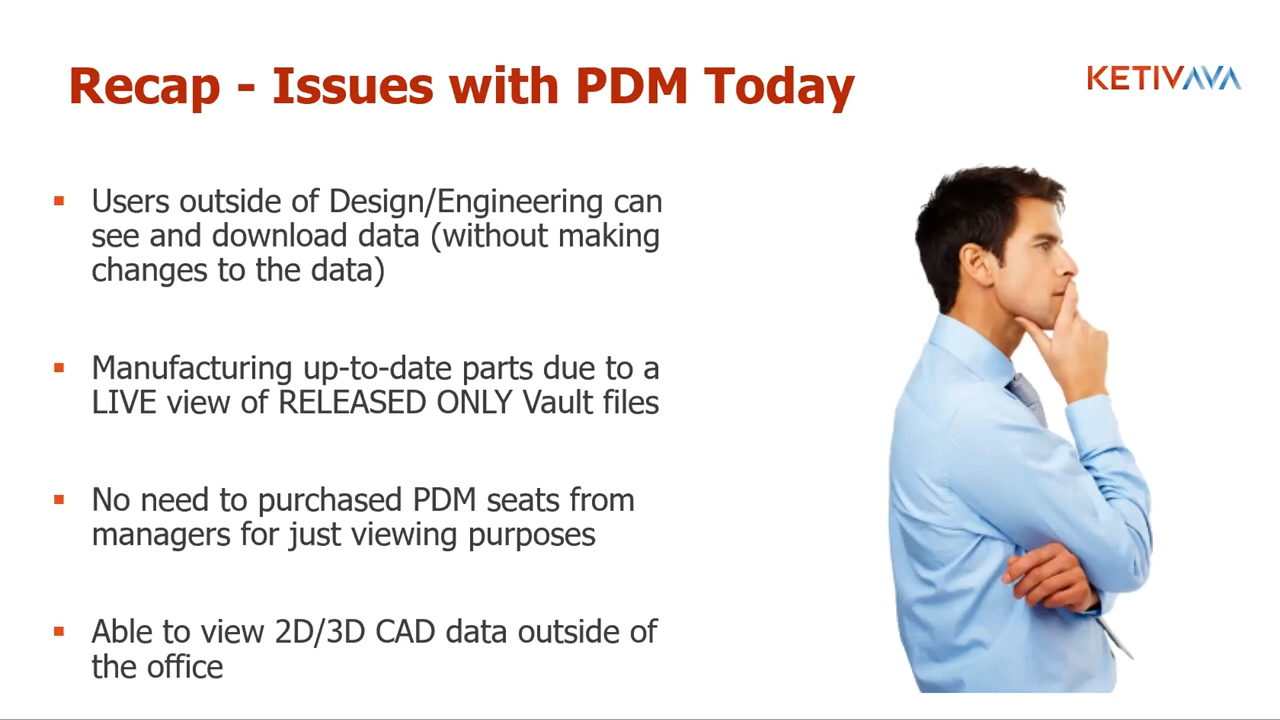 Recap - Issues with PDM Today
KETIVAVA
Users outside of Design/Engineering can
see and download data (without making
changes to the data)
Manufacturing up-to-date parts due to a
LIVE view of RELEASED ONLY Vault files
No need to purchased PDM seats from
managers for just viewing purposes
Able to view 2D/3D CAD data outside of
the office